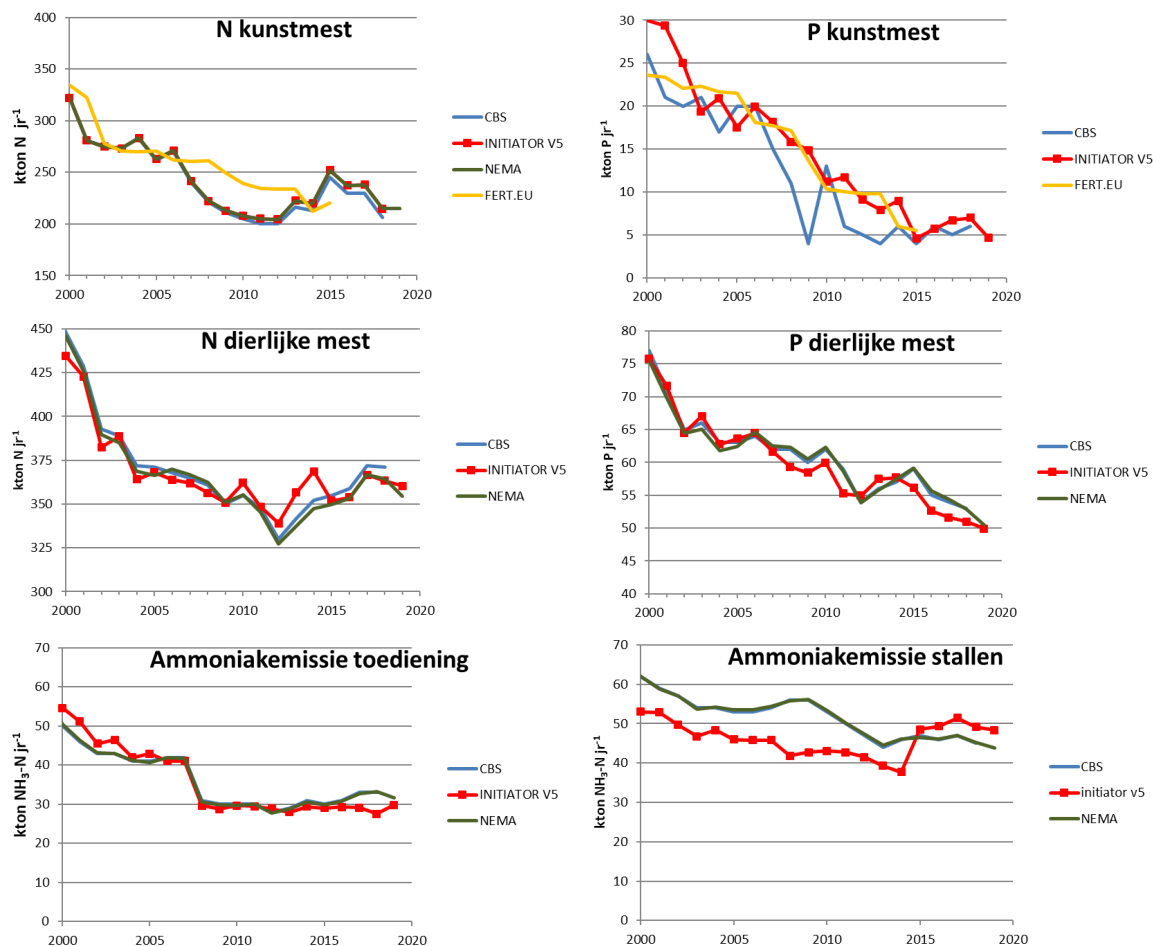 N kunstmest
kton N jr-1
400
350
300
250
200
150
2000
2005
2010
2015
2020
CBS
INITIATOR V5
NEMA
FERT.EU
P kunstmest
kton P jr-1
30
25
20
15
10
5
0
2000
2005
2010
2015
2020
CBS
INITIATOR V5
FERT.EU
N dierlijke mest
kton N jr-1
450
425
400
375
350
325
300
2000
2005
2010
2015
2020
CBS
INITIATOR V5
NEMA
P dierlijke mest
kton P jr-1
80
75
70
65
60
55
50
45
40
2000
2005
2010
2015
2020
CBS
INITIATOR V5
NEMA
Ammoniakemissie toediening
kton NH3-N jr-1
70
60
50
40
30
20
10
0
2000
2005
2010
2015
2020
CBS
INITIATOR V5
NEMA
Ammoniakemissie stallen
kton NH3-N jr-1
70
60
50
40
30
20
10
0
2000
2005
2010
2015
2020
CBS
initiator v5
NEMA